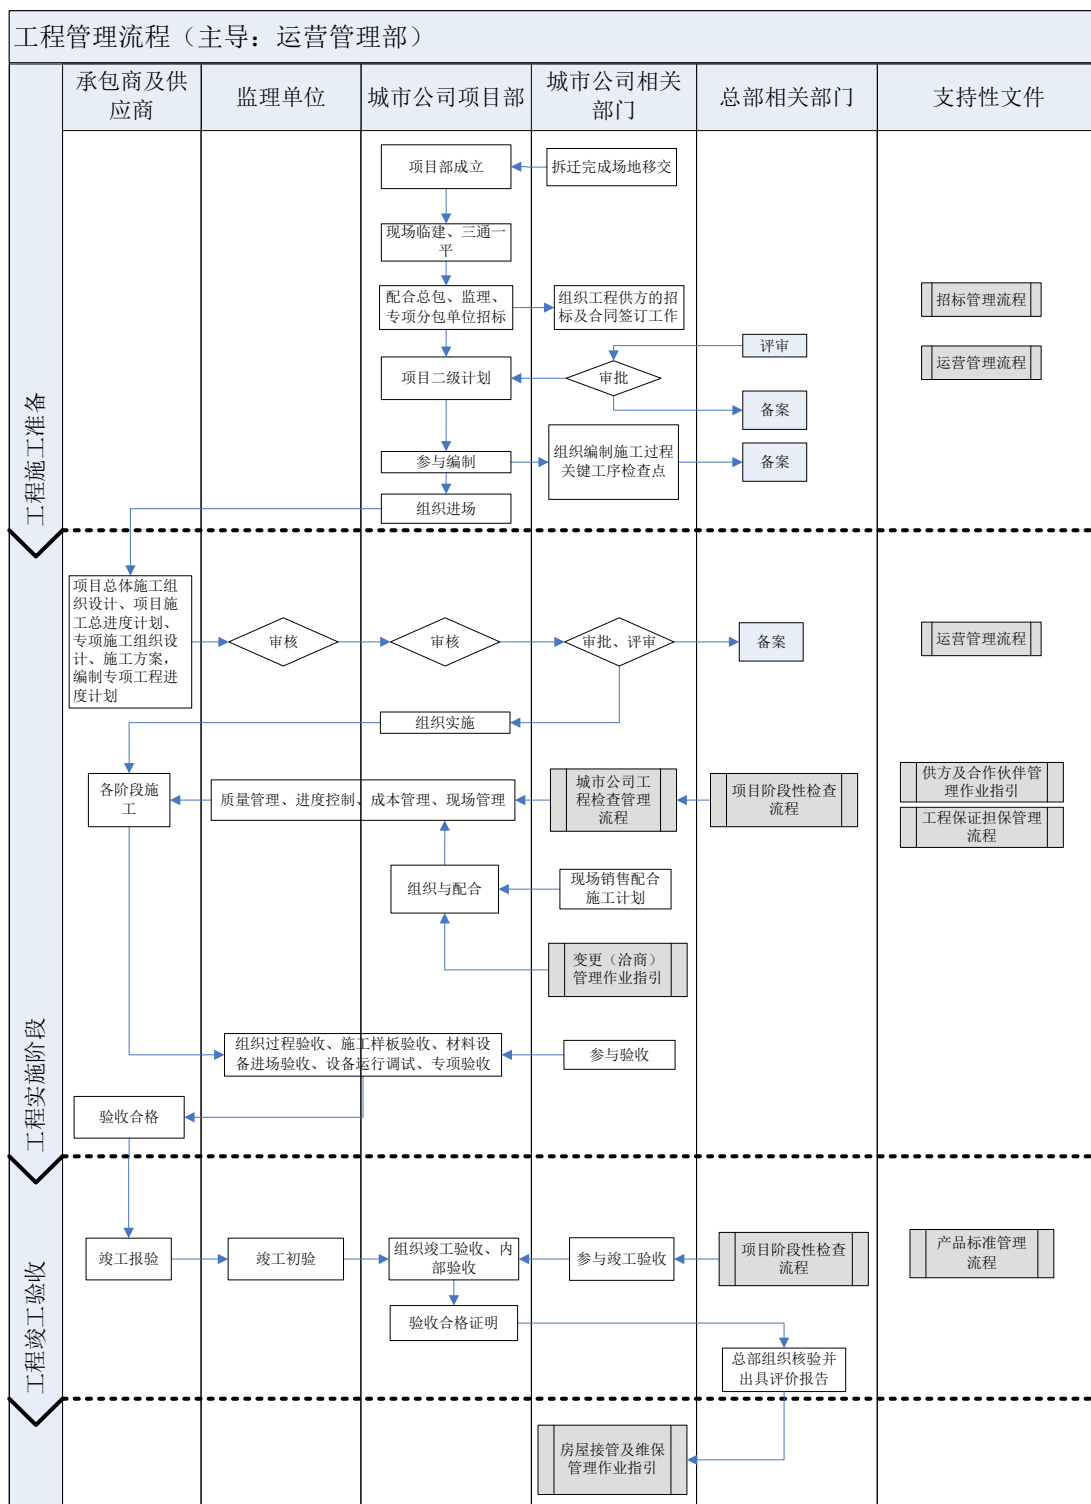 工程管理流程（主导：运营管理部）
承包商及供
应商
监理单位
城市公司项目部
城市公司相关
部门
总部相关部门
支持性文件
工程施工准备
项目部成立
拆迁完成场地移交
现场临建、三通一
平
配合总包、监理、
专项分包单位招标
组织工程供方的招
标及合同签订工作
招标管理流程
评审
项目二级计划
审批
运营管理流程
备案
参与编制
组织编制施工过程
关键工序检查点
备案
组织进场
工程实施阶段
项目总体施工组
织设计、项目施
工总进度计划、
专项施工组织设
计、施工方案，
编制专项工程进
度计划
审核
审核
审批、评审
备案
运营管理流程
组织实施
各阶段施
工
质量管理、进度控制、成本管理、现场管理
城市公司工
程检查管理
流程
项目阶段性检查
流程
供方及合作伙伴管
理作业指引
工程保证担保管理
流程
组织与配合
现场销售配合
施工计划
变更（洽商）
管理作业指引
组织过程验收、施工样板验收、材料设
备进场验收、设备运行调试、专项验收
参与验收
验收合格
工程竣工验收
竣工报验
竣工初验
组织竣工验收、内
部验收
参与竣工验收
项目阶段性检查
流程
产品标准管理
流程
验收合格证明
总部组织核验并
出具评价报告
房屋接管及维保
管理作业指引